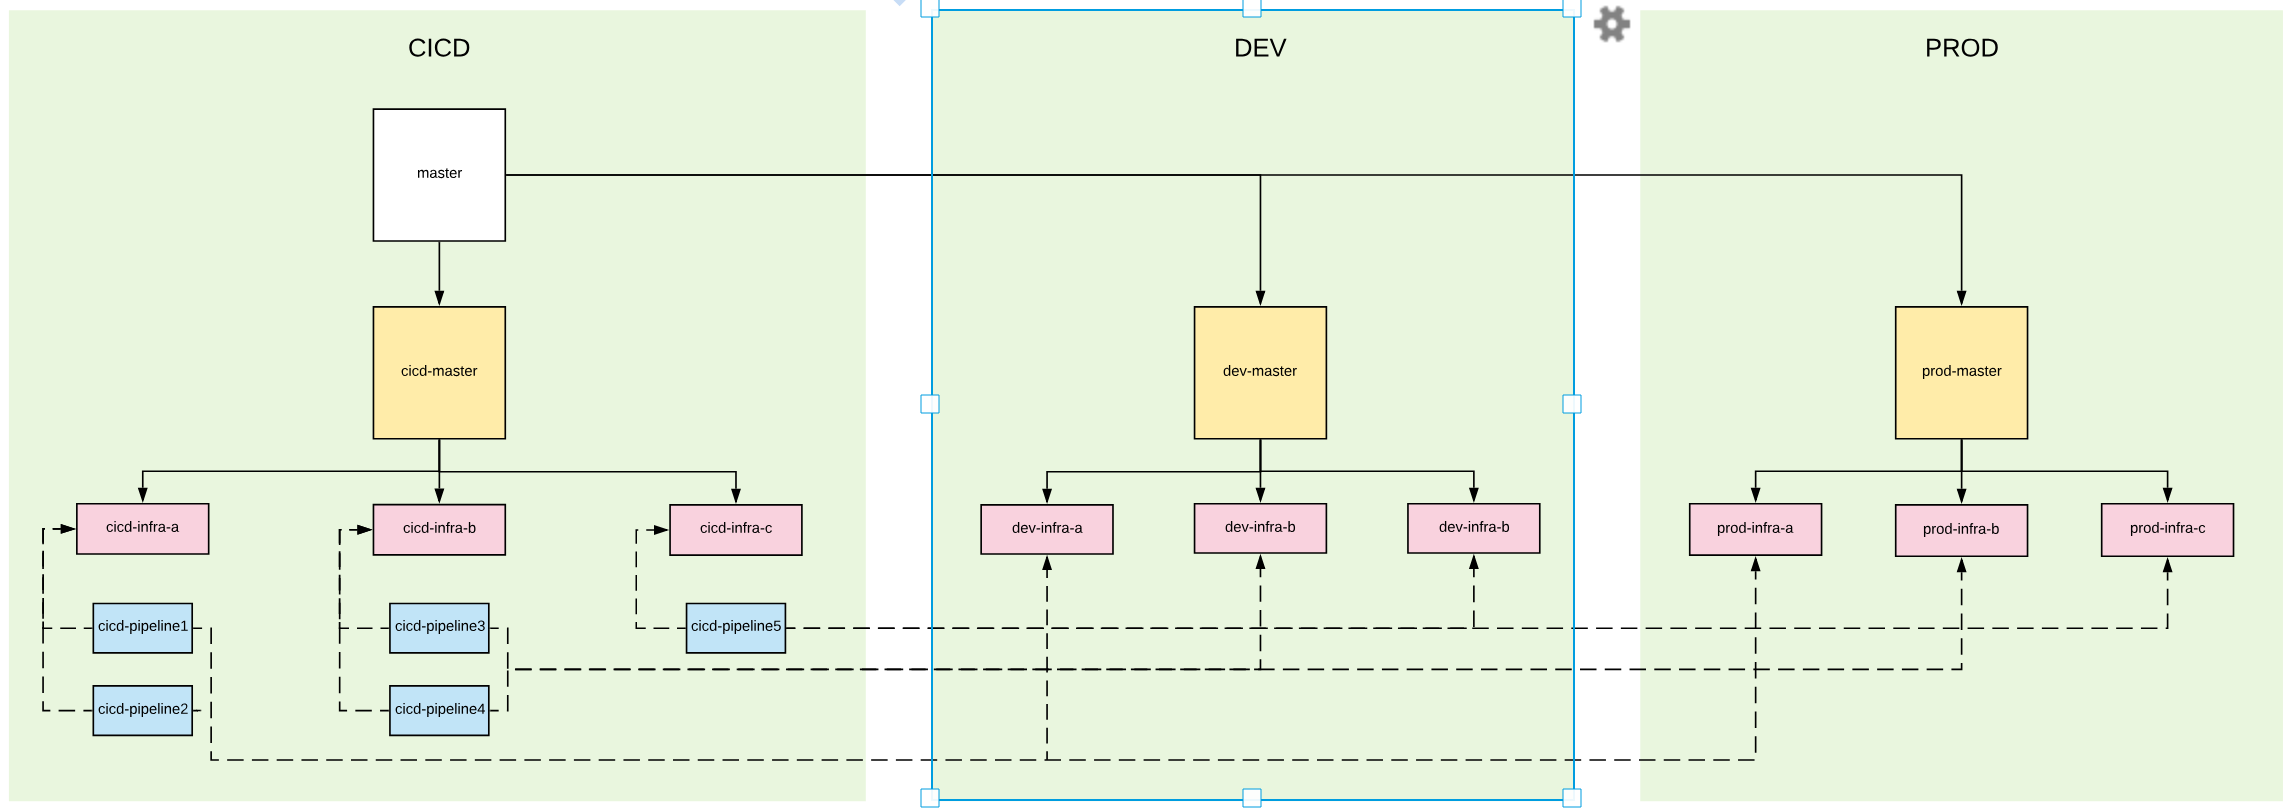 CICD
DEV
PROD
master
cicd-master
dev-master
prod-master
cicd-infra-a
cicd-infra-b
cicd-infra-c
dev-infra-a
dev-infra-b
dev-infra-b
prod-infra-a
prod-infra-b
prod-infra-c
cicd-pipeline1
cicd-pipeline3
cicd-pipeline5
cicd-pipeline2
cicd-pipeline4